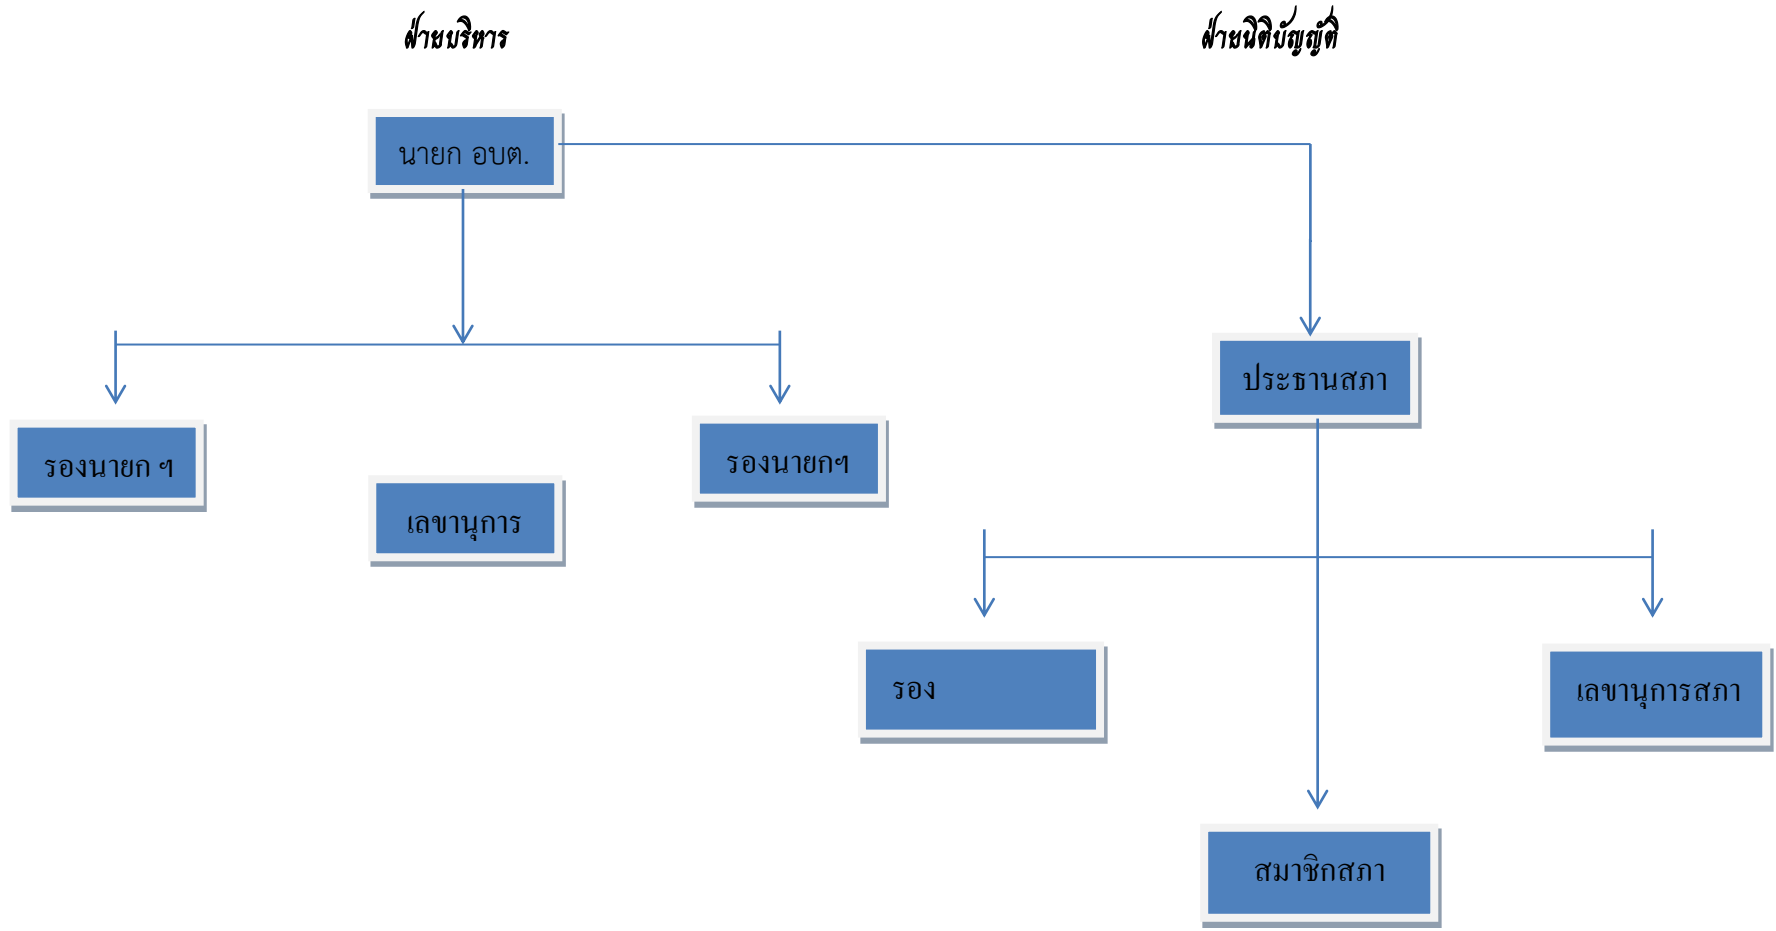 ฝ่ายบริหาร
ฝ่ายนิติบัญญัติ
นายก อบต.
ประธานสภา
รองนายก ฯ
รองนายกฯ
เลขานุการ
รอง
เลขานุการสภา
สมาชิกสภา